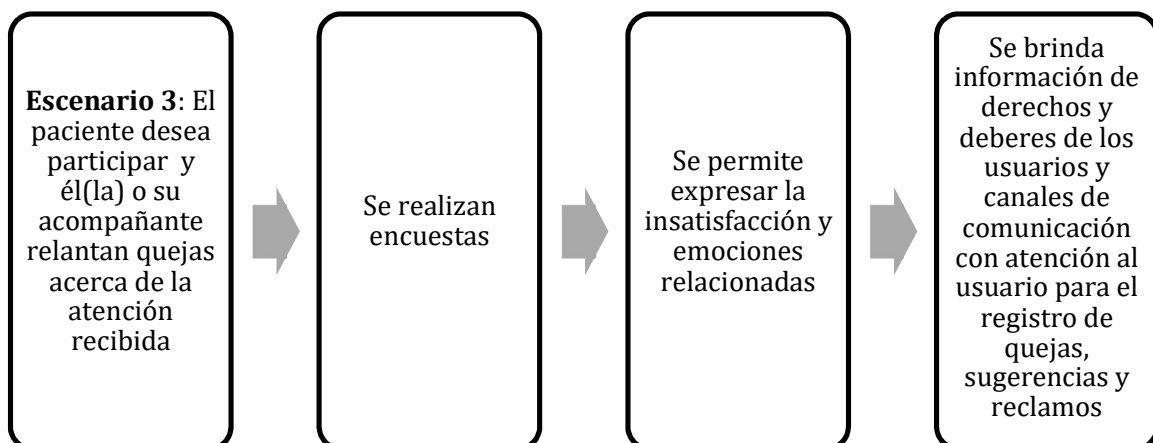 Escenario 3: El
paciente desea
participar y
él(la) o su
acompañante
relantan quejas
acerca de la
atención
recibida
Se realizan
encuestas
Se permite
expresar la
insatisfacción y
emociones
relacionadas
Se brinda
información de
derechos y
deberes de los
usuarios y
canales de
comunicación
con atención al
usuario para el
registro de
quejas,
sugerencias y
reclamos